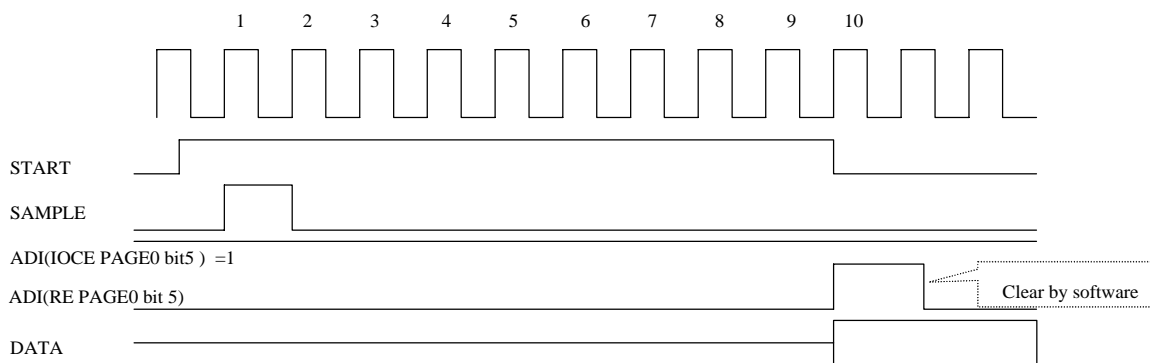 1 2 3 4 5 6 7 8 9 10
START
SAMPLE
ADI(IOCE PAGE0 bit5 ) =1
ADI(RE PAGE0 bit 5)
Clear by software
DATA